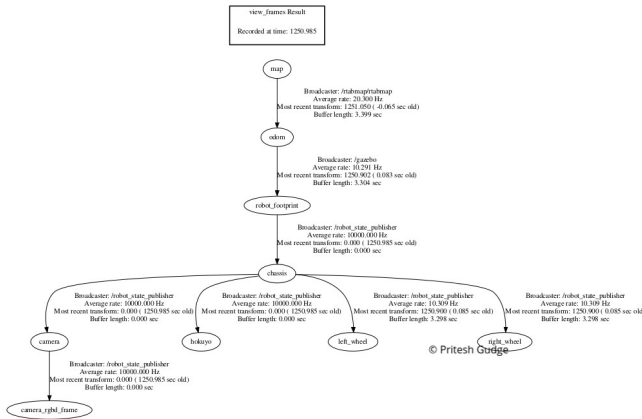 view_frames Result
Recorded at time: 1250.985
map
Broadcaster: /rtabmap/rtabmap
Average rate: 20.300 Hz
Most recent transform: 1251.050 ( -0.065 sec old)
Buffer length: 3.399 sec
odom
Broadcaster: /gazebo
Average rate: 10.291 Hz
Most recent transform: 1250.902 ( 0.083 sec old)
Buffer length: 3.304 sec
robot_footprint
Broadcaster: /robot_state_publisher
Average rate: 10000.000 Hz
Most recent transform: 0.000 ( 1250.985 sec old)
Buffer length: 0.000 sec
chassis
Broadcaster: /robot_state_publisher
Average rate: 10000.000 Hz
Most recent transform: 0.000 ( 1250.985 sec old)
Buffer length: 0.000 sec
Broadcaster: /robot_state_publisher
Average rate: 10000.000 Hz
Most recent transform: 0.000 ( 1250.985 sec old)
Buffer length: 0.000 sec
Broadcaster: /robot_state_publisher
Average rate: 10.309 Hz
Most recent transform: 1250.900 ( 0.085 sec old)
Buffer length: 3.298 sec
Broadcaster: /robot_state_publisher
Average rate: 10.309 Hz
Most recent transform: 1250.900 ( 0.085 sec old)
Buffer length: 3.298 sec
camera
hokuyo
left_wheel
right_wheel
© Pritesh Gudge
Broadcaster: /robot_state_publisher
Average rate: 10000.000 Hz
Most recent transform: 0.000 ( 1250.985 sec old)
Buffer length: 0.000 sec
camera_rgbd_frame